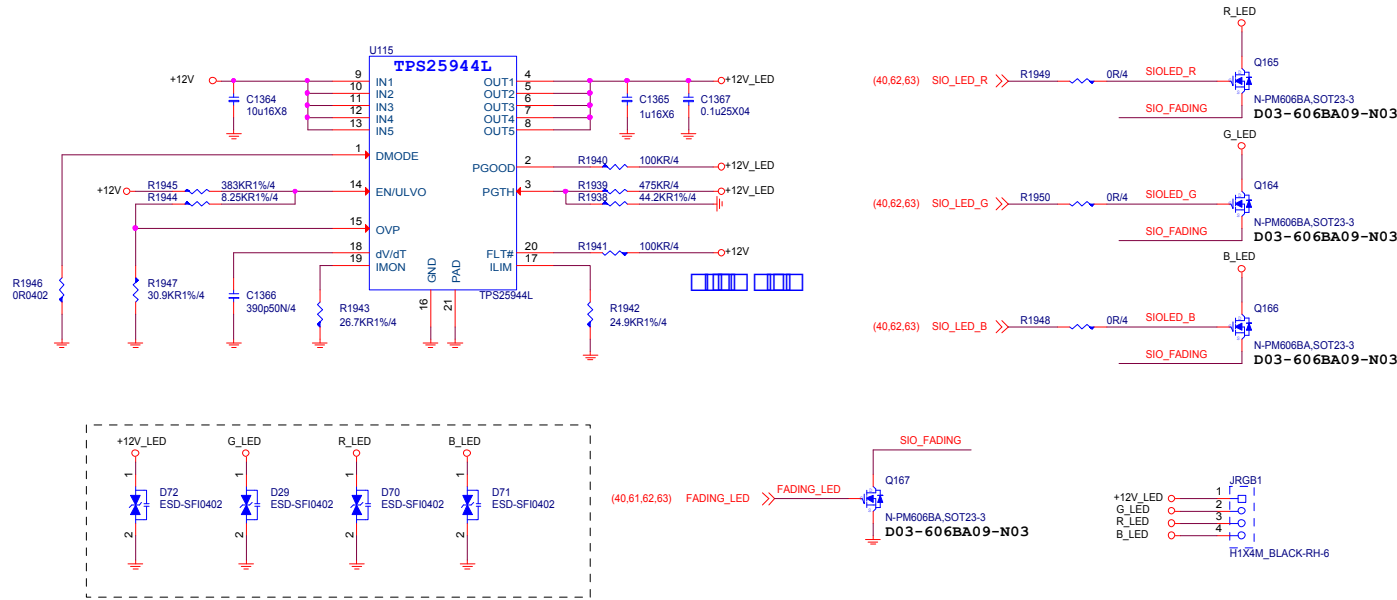 U115
TPS25944L
+12V
9
IN1
10
IN2
11
IN3
12
IN4
13
IN5
C1364
10u16X8
OUT1
4
OUT2
5
OUT3
6
OUT4
7
OUT5
8
+12V_LED
C1365
1u16X6
C1367
0.1u25X04
1
DMODE
PGOOD
2
R1940
100KR/4
+12V_LED
+12V
R1945
383KR1%/4
R1944
8.25KR1%/4
14
EN/ULVO
PGTH
3
R1939
475KR/4
+12V_LED
R1938
44.2KR1%/4
15
OVP
18
dV/dT
19
IMON
FLT#
20
R1941
100KR/4
+12V
ILIM
17
GND
16
PAD
21
TPS25944L
R1946
0R0402
R1947
30.9KR1%/4
C1366
390p50N/4
R1943
26.7KR1%/4
R1942
24.9KR1%/4
R_LED
(40,62,63)
SIO_LED_R
R1949
0R/4
SIOLED_R
Q165
SIO_FADING
N-PM606BA,SOT23-3
D03-606BA09-N03
G_LED
(40,62,63)
SIO_LED_G
R1950
0R/4
SIOLED_G
Q164
SIO_FADING
N-PM606BA,SOT23-3
D03-606BA09-N03
B_LED
(40,62,63)
SIO_LED_B
R1948
0R/4
SIOLED_B
Q166
SIO_FADING
N-PM606BA,SOT23-3
D03-606BA09-N03
+12V_LED
1
D72
ESD-SFI0402
2
G_LED
1
D29
ESD-SFI0402
2
R_LED
1
D70
ESD-SFI0402
2
B_LED
1
D71
ESD-SFI0402
2
SIO_FADING
(40,61,62,63)
FADING_LED
FADING_LED
Q167
N-PM606BA,SOT23-3
D03-606BA09-N03
JRGB1
+12V_LED
1
G_LED
2
R_LED
3
B_LED
4
H1X4M_BLACK-RH-6